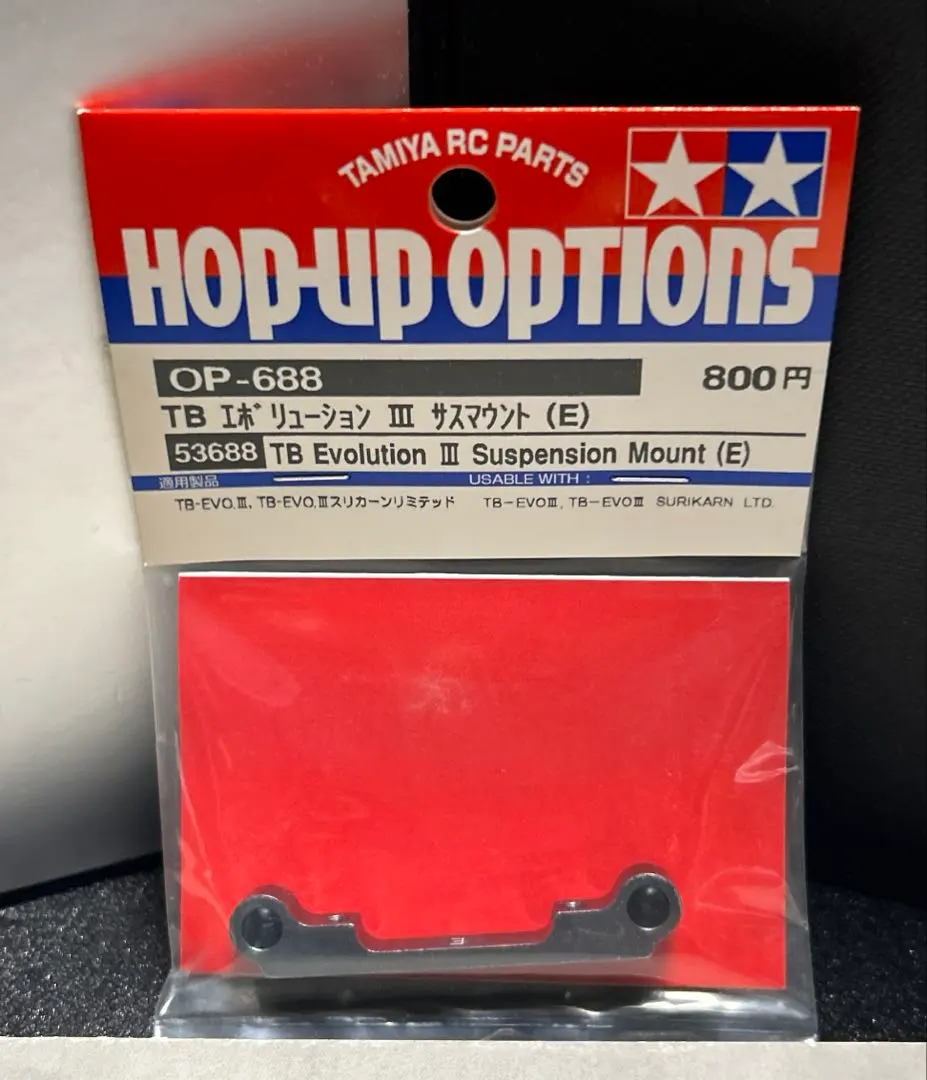 TAMIYA RC PARTS
HOP-UP OPTIONS
OP-688 800円
TB エボリューション III サスマウント (E)
53688 TB Evolution III Suspension Mount (E)
適用製品 USABLE WITH :
TB-EVO.III, TB-EVO.IIIスリカーンリミテッド TB-EVOIII, TB-EVOIII SURIKARN LTD.
E